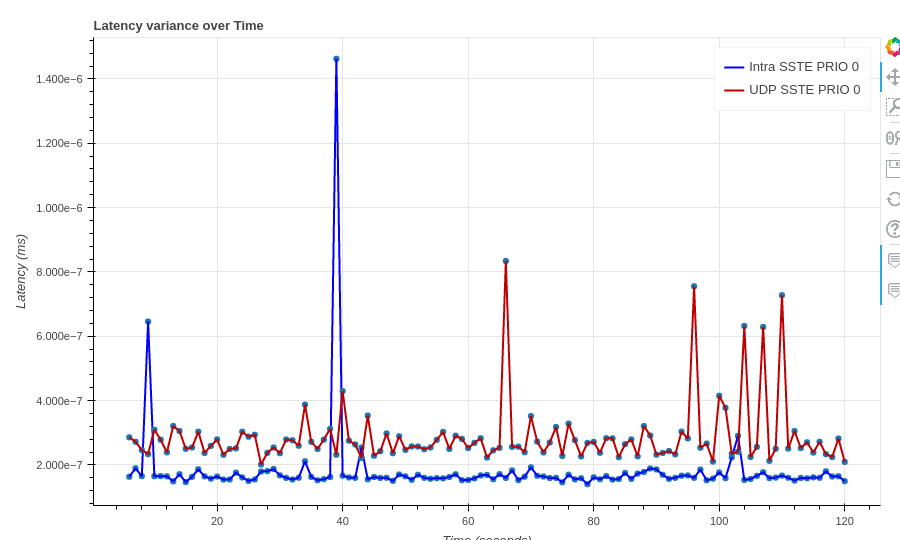 Latency variance over Time
Intra SSTE PRIO 0
UDP SSTE PRIO 0
Latency (ms)
1.400e−6
1.200e−6
1.000e−6
8.000e−7
6.000e−7
4.000e−7
2.000e−7
20 40 60 80 100 120
Time (seconds)